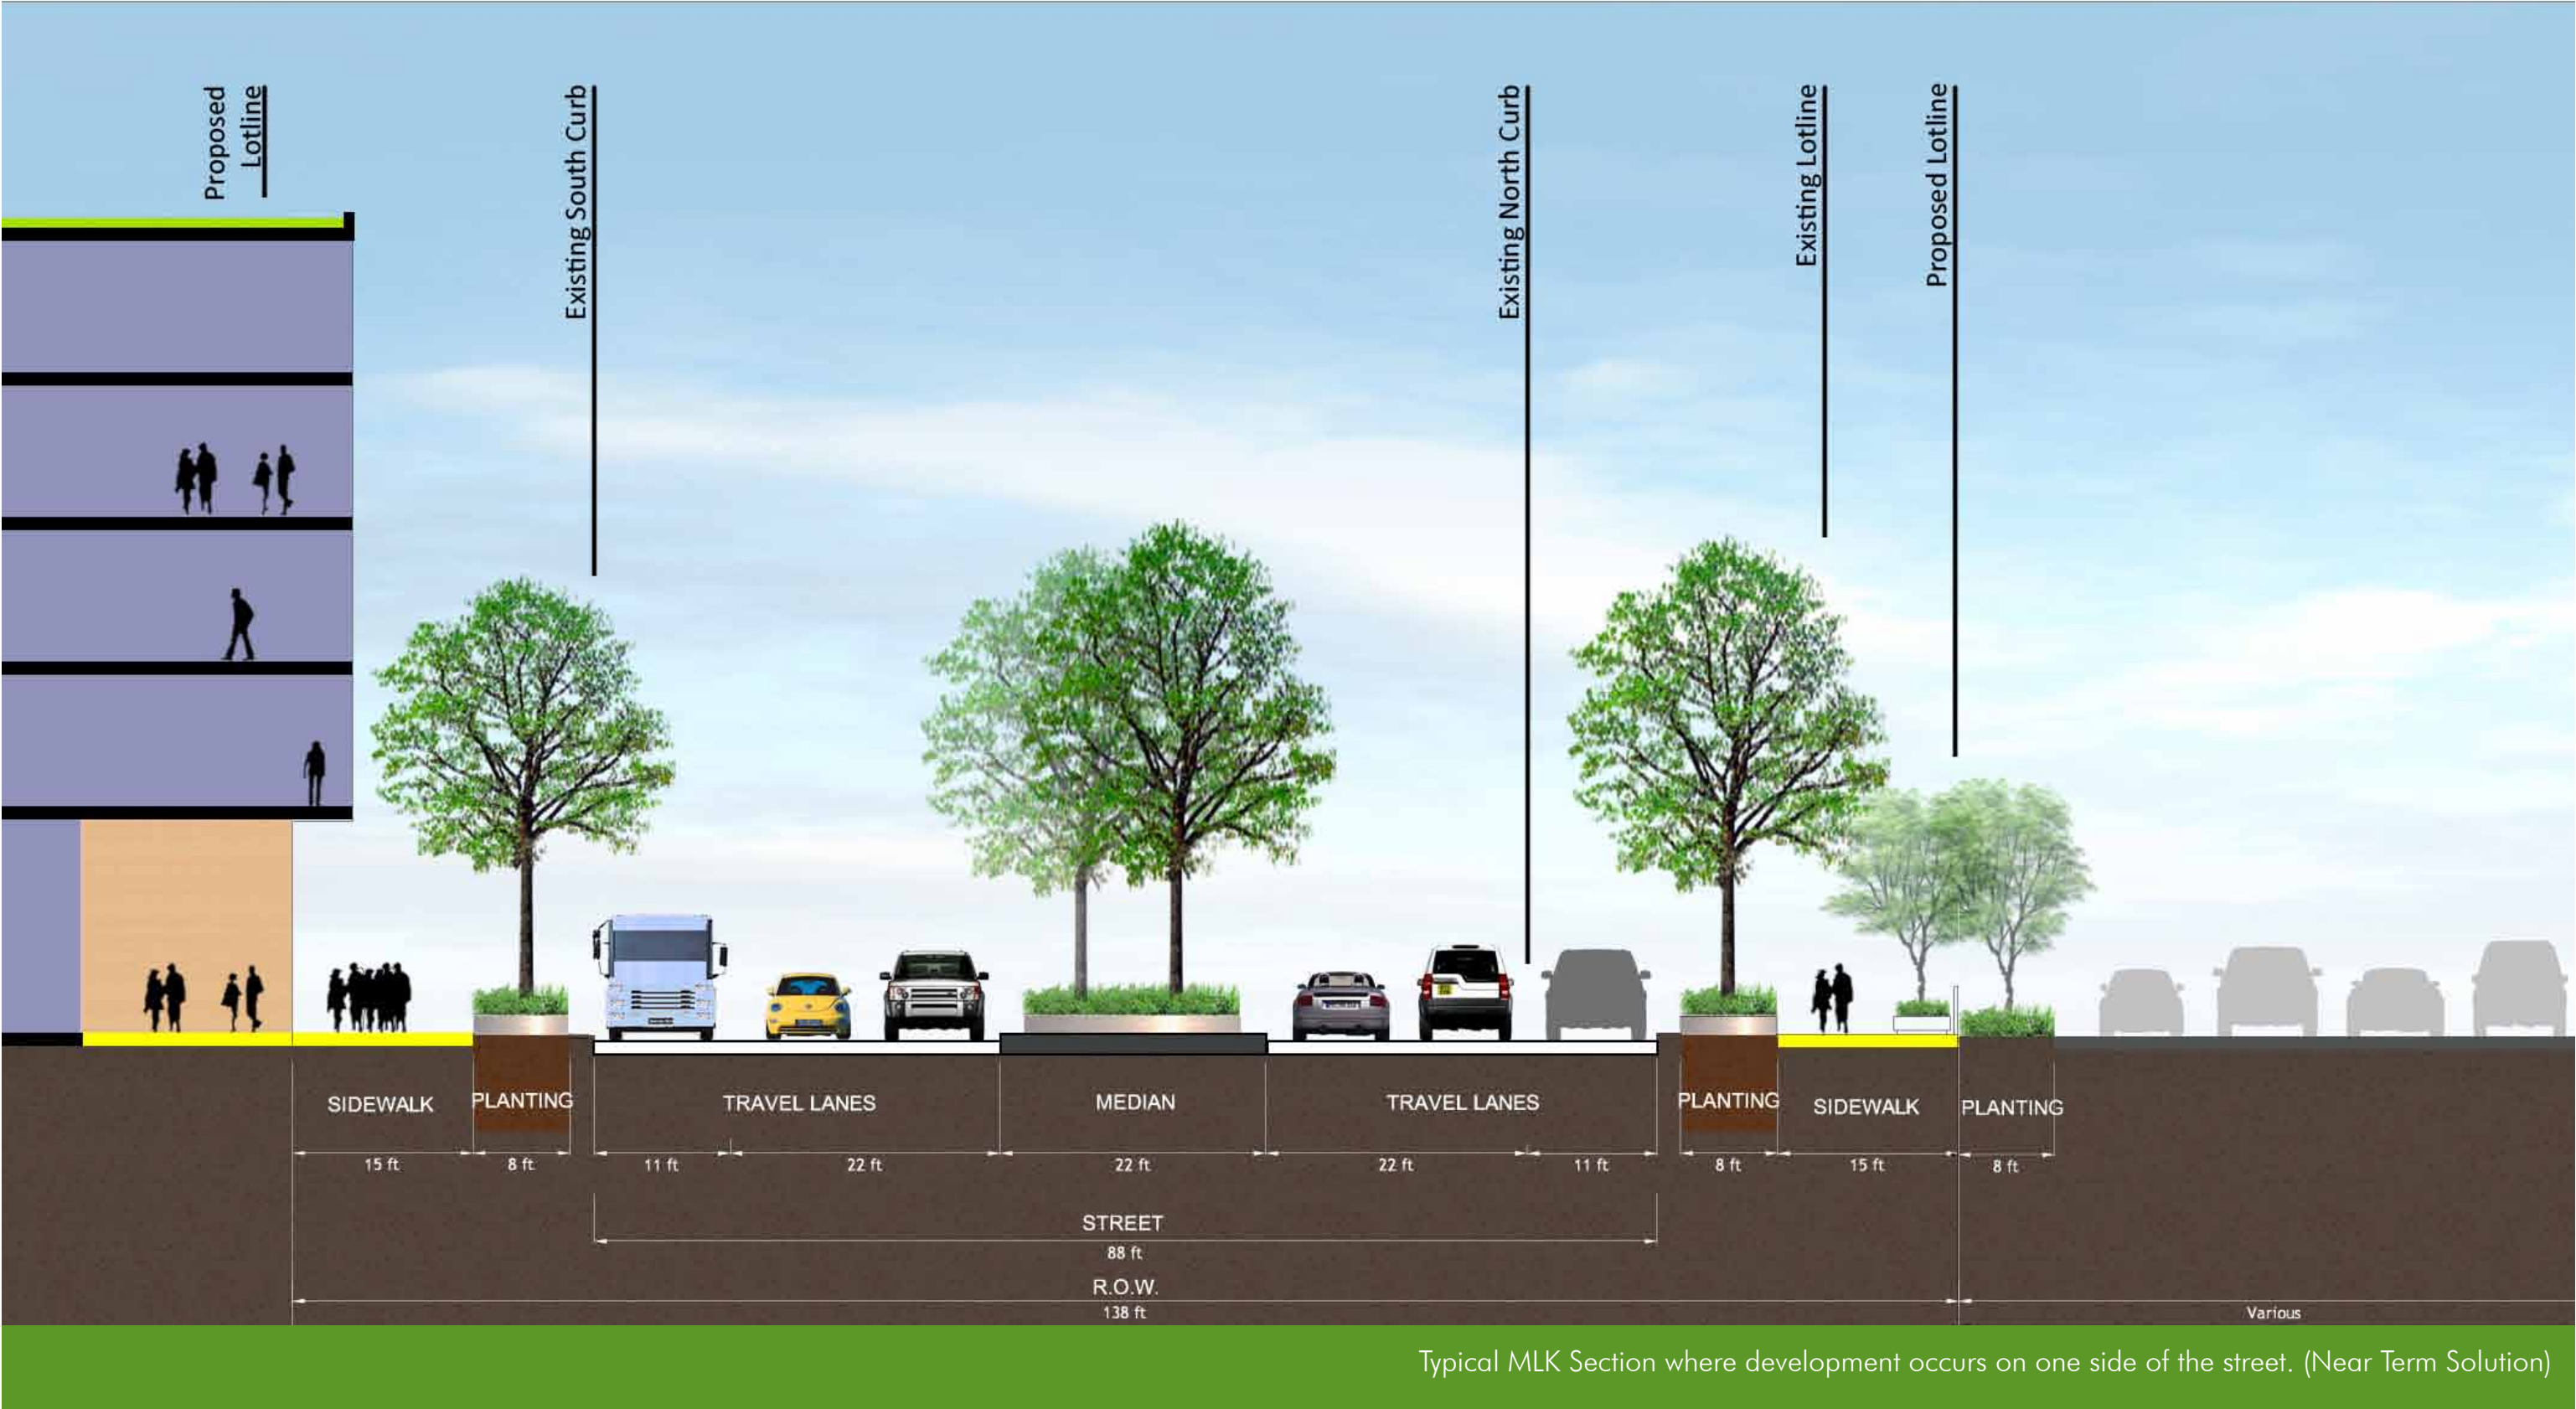 Proposed
Lotline
Existing South Curb
Existing North Curb
Existing Lotline
Proposed Lotline
SIDEWALK
PLANTING
TRAVEL LANES
MEDIAN
TRAVEL LANES
PLANTING
SIDEWALK
PLANTING
15 ft
8 ft
11 ft
22 ft
22 ft
22 ft
11 ft
8 ft
15 ft
8 ft
STREET
88 ft
R.O.W.
138 ft
Various
Typical MLK Section where development occurs on one side of the street. (Near Term Solution)